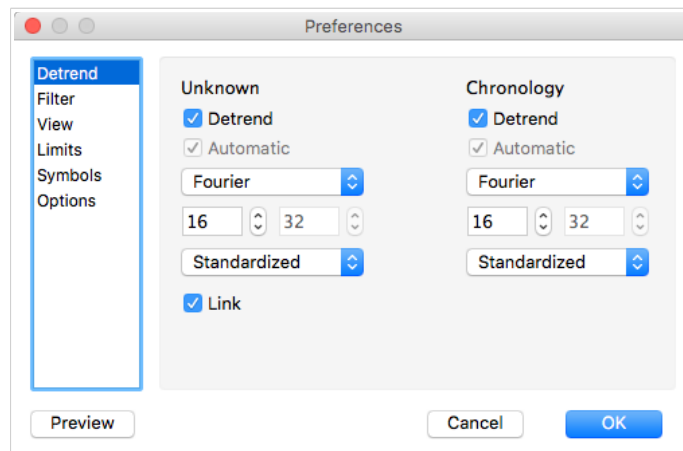 Preferences
Detrend
Filter
View
Limits
Symbols
Options
Unknown
Detrend
Automatic
Fourier
16 32
Standardized
Link
Chronology
Detrend
Automatic
Fourier
16 32
Standardized
Preview
Cancel
OK